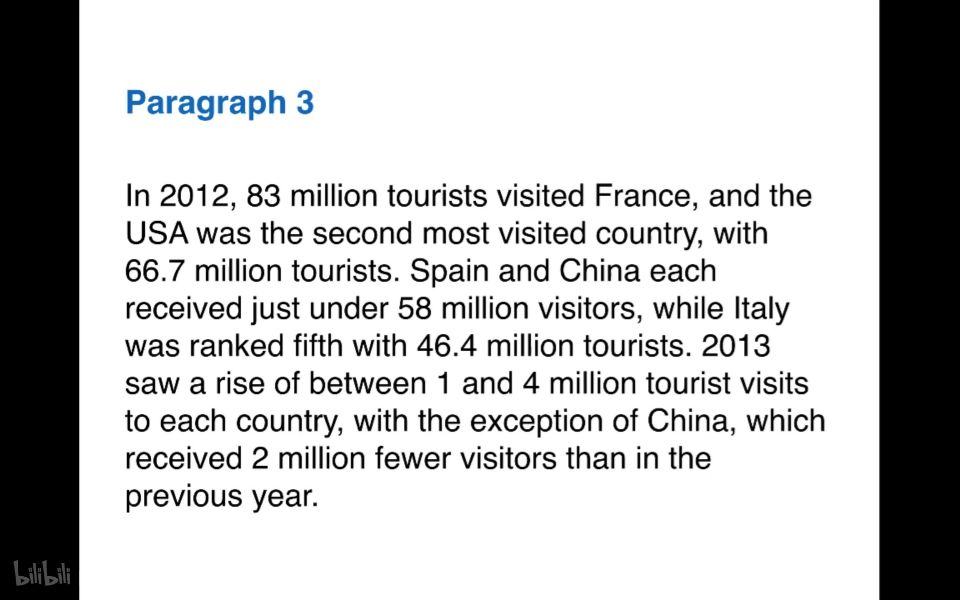 Paragraph 3
In 2012, 83 million tourists visited France, and the
USA was the second most visited country, with
66.7 million tourists. Spain and China each
received just under 58 million visitors, while Italy
was ranked fifth with 46.4 million tourists. 2013
saw a rise of between 1 and 4 million tourist visits
to each country, with the exception of China, which
received 2 million fewer visitors than in the
previous year.
bilibili